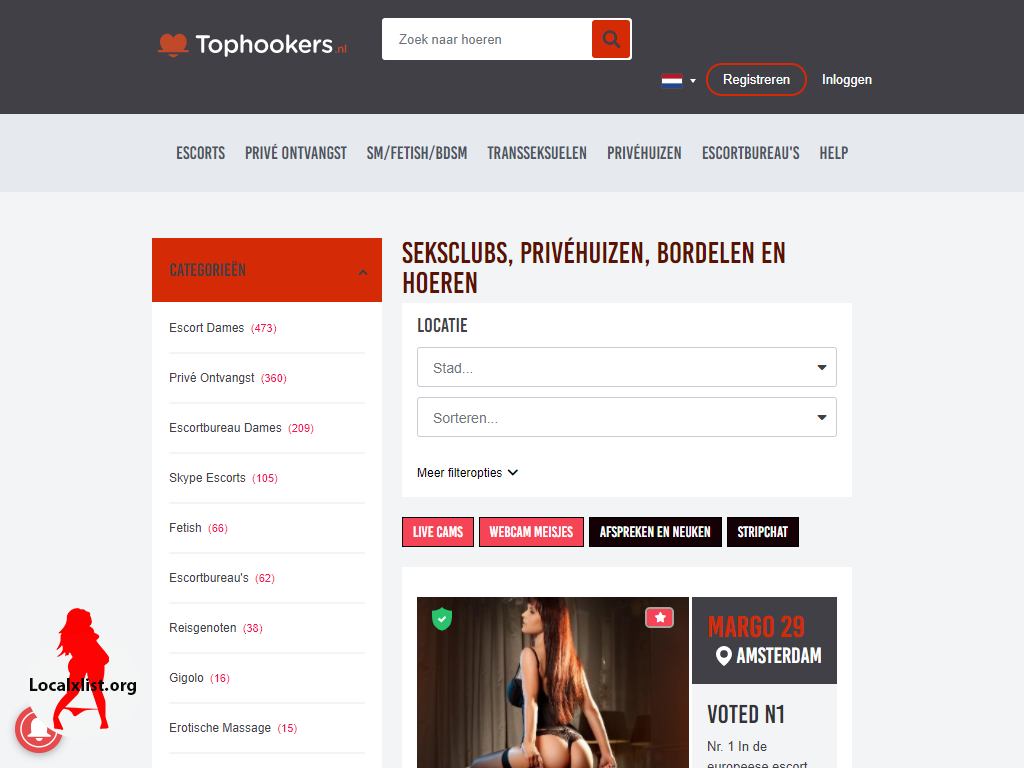 Tophookers.nl
Zoek naar hoeren
Registreren
Inloggen
ESCORTS PRIVÉ ONTVANGST SM/FETISH/BDSM TRANSSEKSUELEN PRIVÉHUIZEN ESCORTBUREAU'S HELP
CATEGORIEËN
Escort Dames (473)
Privé Ontvangst (360)
Escortbureau Dames (209)
Skype Escorts (105)
Fetish (66)
Escortbureau's (62)
Reisgenoten (38)
Gigolo (16)
Erotische Massage (15)
Localxlist.org
SEKSCLUBS, PRIVÉHUIZEN, BORDELEN EN
HOEREN
LOCATIE
Stad...
Sorteren...
Meer filteropties
LIVE CAMS WEBCAM MEISJES AFSPREKEN EN NEUKEN STRIPCHAT
MARGO 29
AMSTERDAM
VOTED N1
Nr. 1 In de
europeese escort